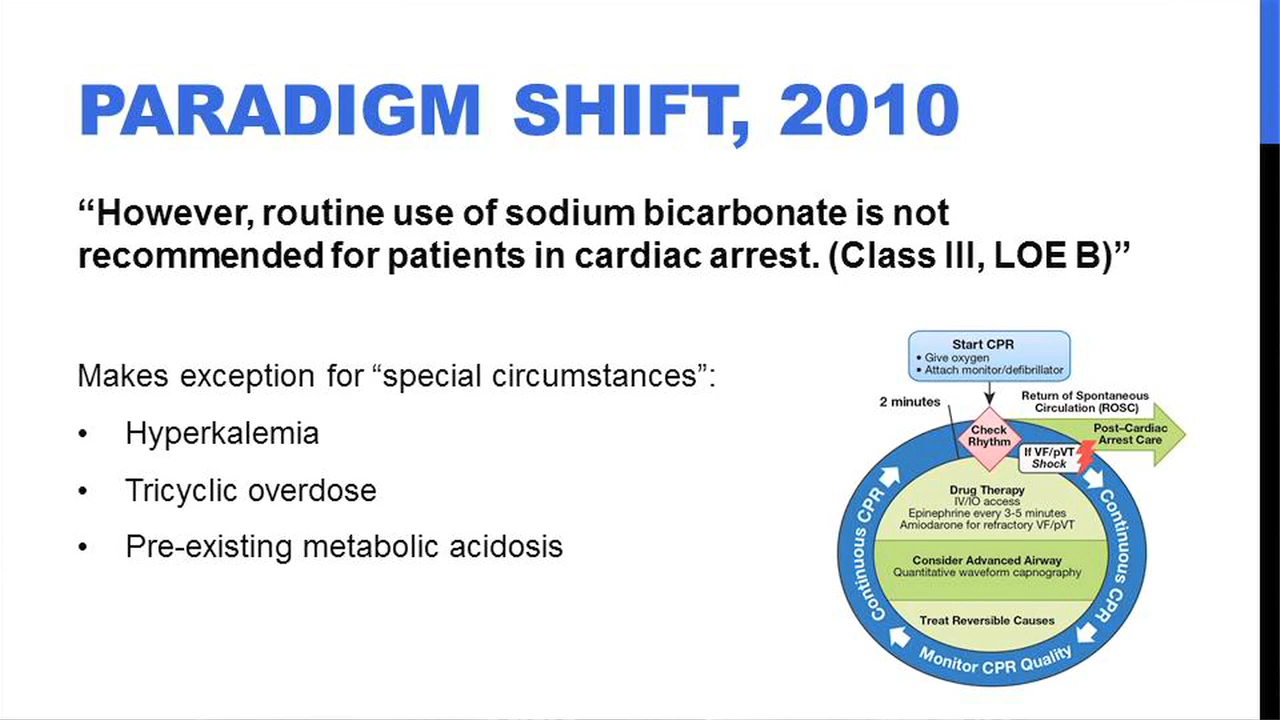 PARADIGM SHIFT, 2010
“However, routine use of sodium bicarbonate is not
recommended for patients in cardiac arrest. (Class III, LOE B)”
Makes exception for “special circumstances”:
• Hyperkalemia
• Tricyclic overdose
• Pre-existing metabolic acidosis
Start CPR
• Give oxygen
• Attach monitor/defibrillator
2 minutes
Return of Spontaneous
Circulation (ROSC)
Check
Rhythm
Post–Cardiac
Arrest Care
If VF/pVT
Shock
Drug Therapy
IV/IO access
Epinephrine every 3-5 minutes
Amiodarone for refractory VF/pVT
Consider Advanced Airway
Quantitative waveform capnography
Treat Reversible Causes
Continuous CPR
Continuous CPR
Monitor CPR Quality